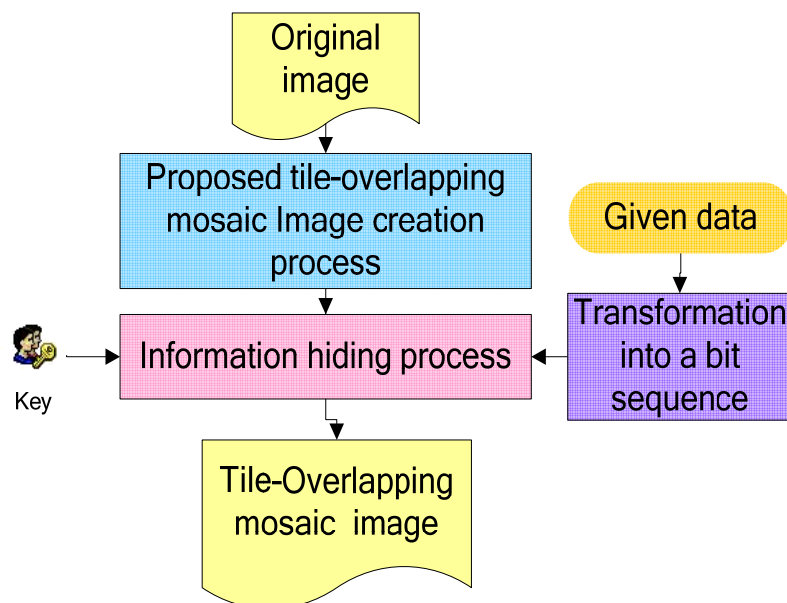 Original
image
Proposed tile-overlapping
mosaic Image creation
process
Given data
Transformation
into a bit
sequence
Information hiding process
Key
Tile-Overlapping
mosaic image